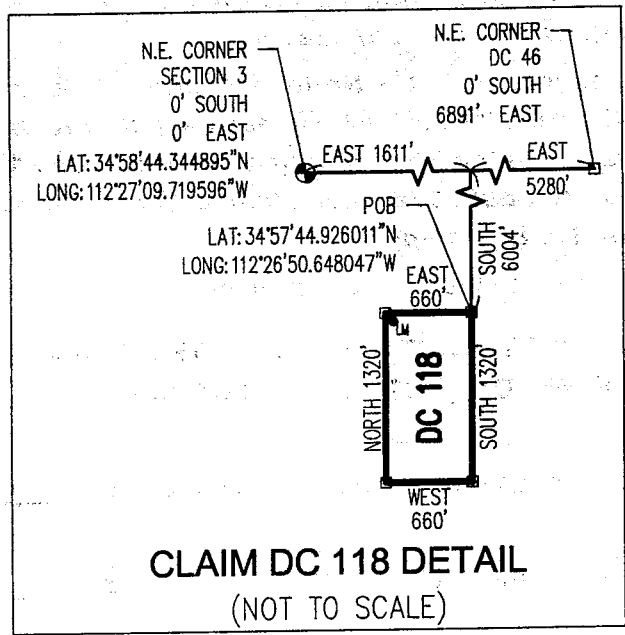 N.E. CORNER
SECTION 3
0' SOUTH
0' EAST
LAT: 34°58'44.344895"N
LONG: 112°27'09.719596"W
N.E. CORNER
DC 46
0' SOUTH
6891' EAST
EAST 1611'
EAST
5280'
POB
LAT: 34°57'44.926011"N
LONG: 112°26'50.648047"W
SOUTH
6004'
EAST
660'
LM
NORTH 1320'
DC 118
SOUTH 1320'
WEST
660'
CLAIM DC 118 DETAIL
(NOT TO SCALE)